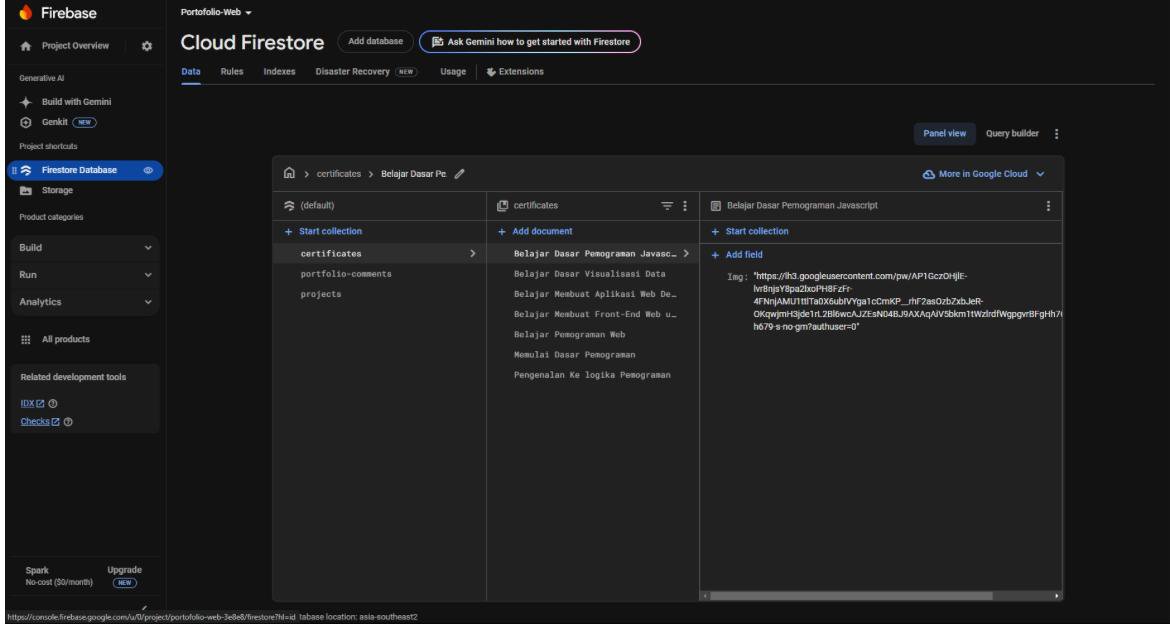 Firebase
Project Overview
Generative AI
Build with Gemini
Genkit NEW
Project shortcuts
Firestore Database
Storage
Product categories
Build
Run
Analytics
All products
Related development tools
IDX
Checks
Spark
No-cost ($0/month)
Upgrade
NEW
Portofolio-Web
Cloud Firestore
Add database
Ask Gemini how to get started with Firestore
Data Rules Indexes Disaster Recovery NEW Usage Extensions
Panel view Query builder
certificates > Belajar Dasar Pe
More in Google Cloud
(default)
+ Start collection
certificates
portfolio-comments
projects
certificates
+ Add document
Belajar Dasar Pemograman Javasc…
Belajar Dasar Visualisasi Data
Belajar Membuat Aplikasi Web De…
Belajar Membuat Front-End Web u…
Belajar Pemograman Web
Memulai Dasar Pemograman
Pengenalan Ke logika Pemograman
Belajar Dasar Pemograman Javascript
+ Start collection
+ Add field
Img: "https://lh3.googleusercontent.com/pw/AP1GczOHjlE-
h679-s-no-gm?authuser=0"
https://console.firebase.google.com/u/0/project/portofolio-web-3e8e8/firestore?hl=id
tabase location: asia-southeast2